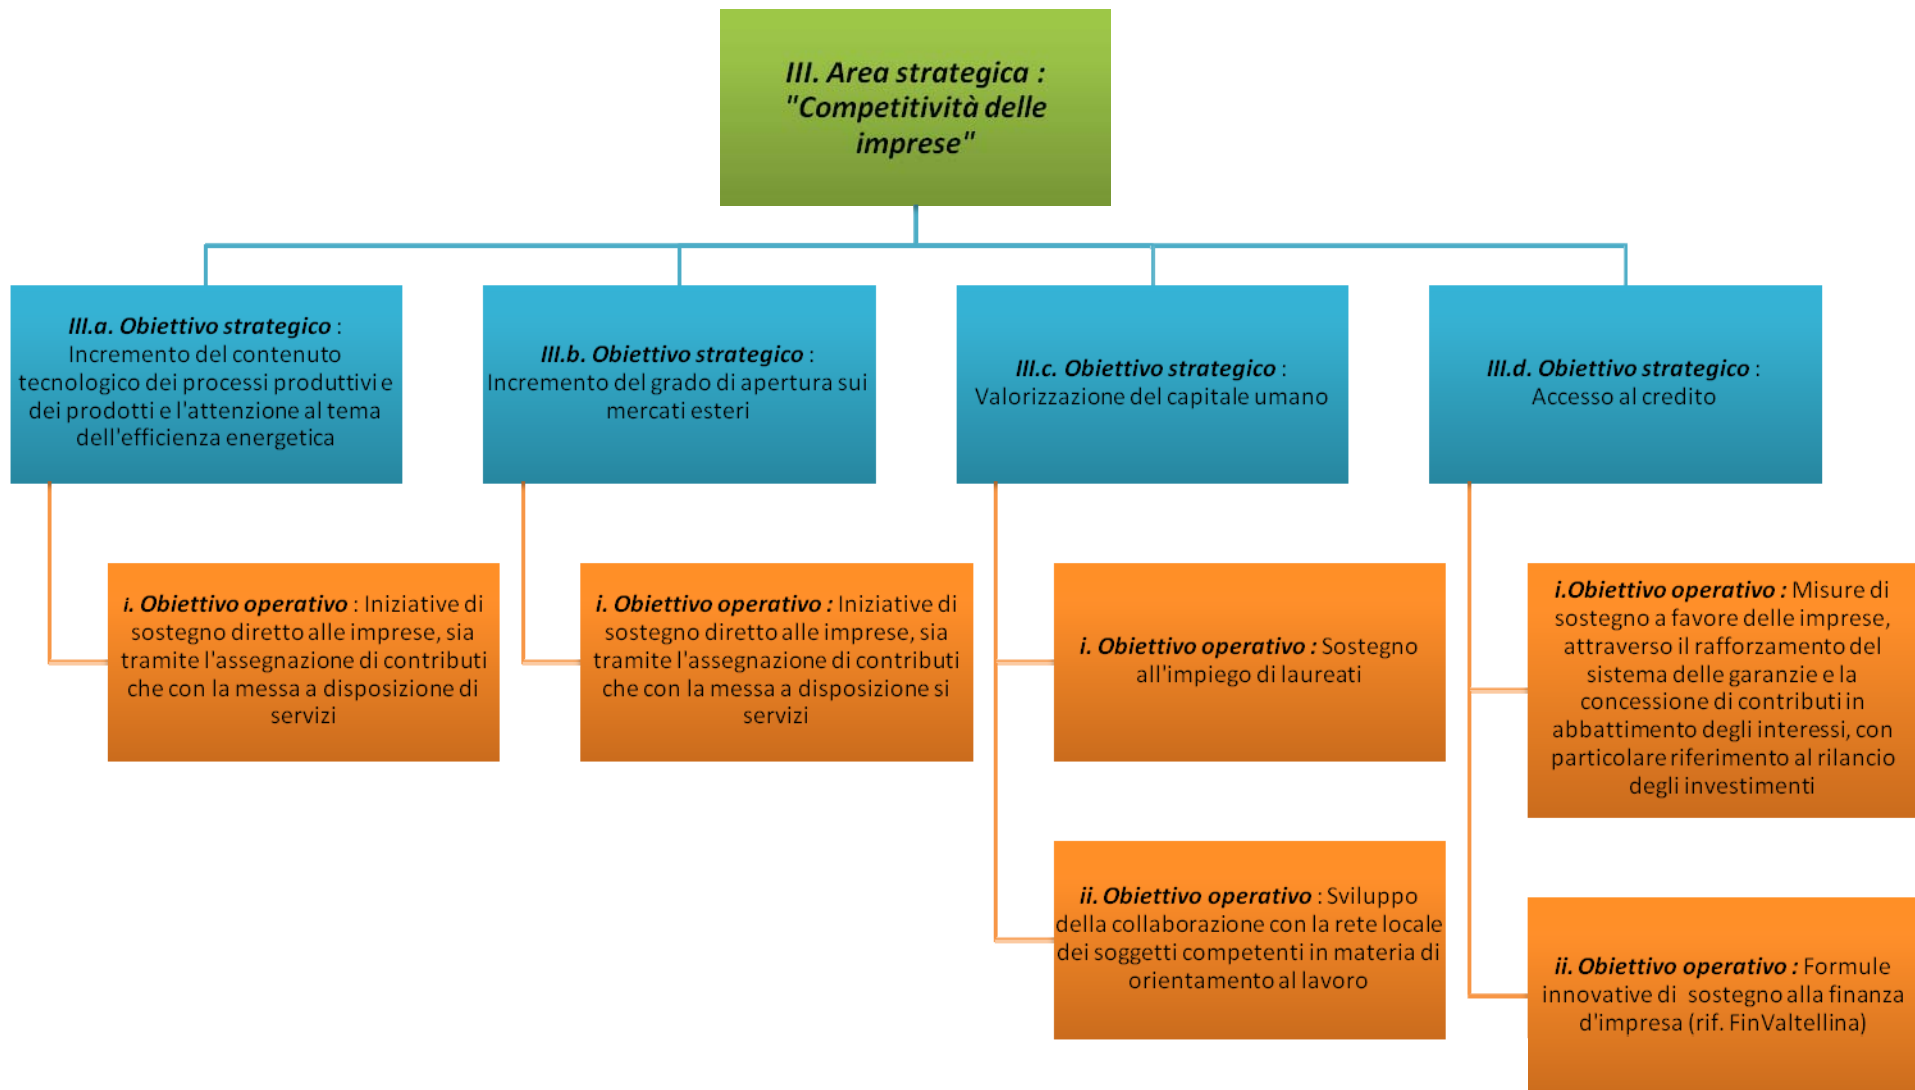 III. Area strategica :
"Competitività delle
imprese"
III.a. Obiettivo strategico :
Incremento del contenuto
tecnologico dei processi produttivi e
dei prodotti e l'attenzione al tema
dell'efficienza energetica
III.b. Obiettivo strategico :
Incremento del grado di apertura sui
mercati esteri
III.c. Obiettivo strategico :
Valorizzazione del capitale umano
III.d. Obiettivo strategico :
Accesso al credito
i. Obiettivo operativo : Iniziative di
sostegno diretto alle imprese, sia
tramite l'assegnazione di contributi
che con la messa a disposizione di
servizi
i. Obiettivo operativo : Iniziative di
sostegno diretto alle imprese, sia
tramite l'assegnazione di contributi
che con la messa a disposizione si
servizi
i. Obiettivo operativo : Sostegno
all'impiego di laureati
ii. Obiettivo operativo : Sviluppo
della collaborazione con la rete locale
dei soggetti competenti in materia di
orientamento al lavoro
i.Obiettivo operativo : Misure di
sostegno a favore delle imprese,
attraverso il rafforzamento del
sistema delle garanzie e la
concessione di contributi in
abbattimento degli interessi, con
particolare riferimento al rilancio
degli investimenti
ii. Obiettivo operativo : Formule
innovative di  sostegno alla finanza
d'impresa (rif. FinValtellina)